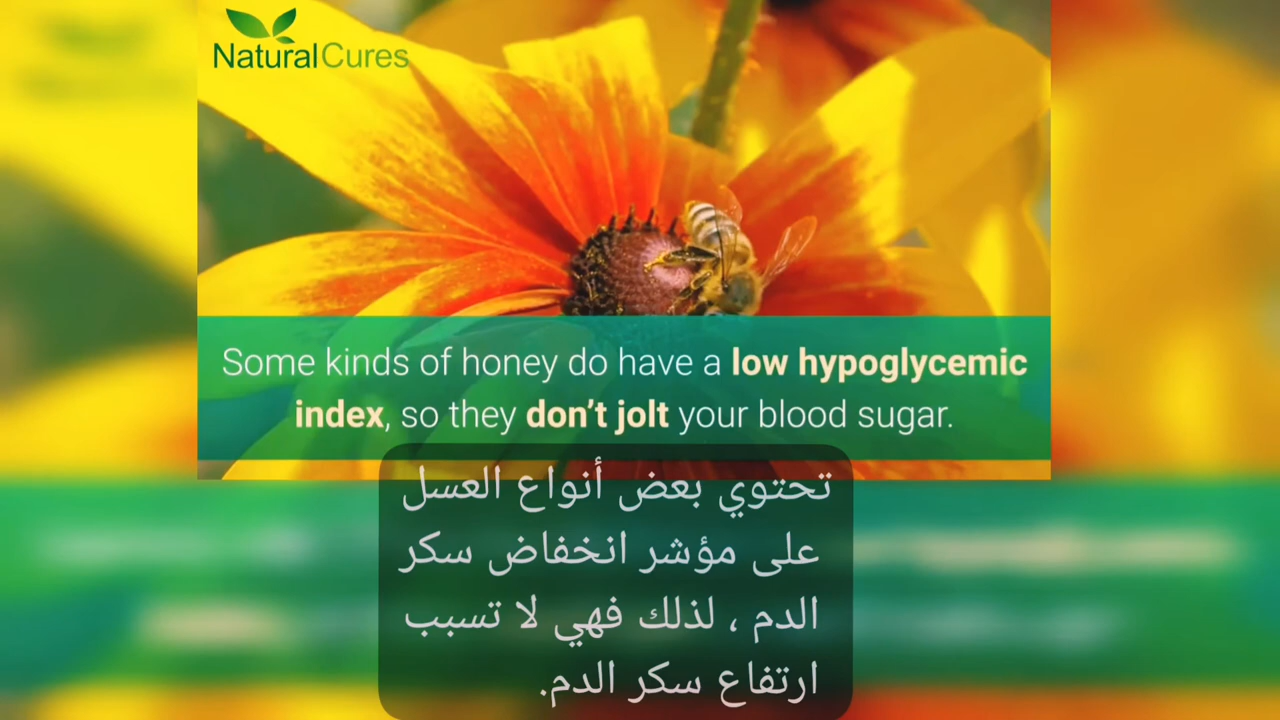 NaturalCures
Some kinds of honey do have a low hypoglycemic
index, so they don’t jolt your blood sugar.
تحتوي بعض أنواع العسل
على مؤشر انخفاض سكر
الدم ، لذلك فهي لا تسبب
ارتفاع سكر الدم.